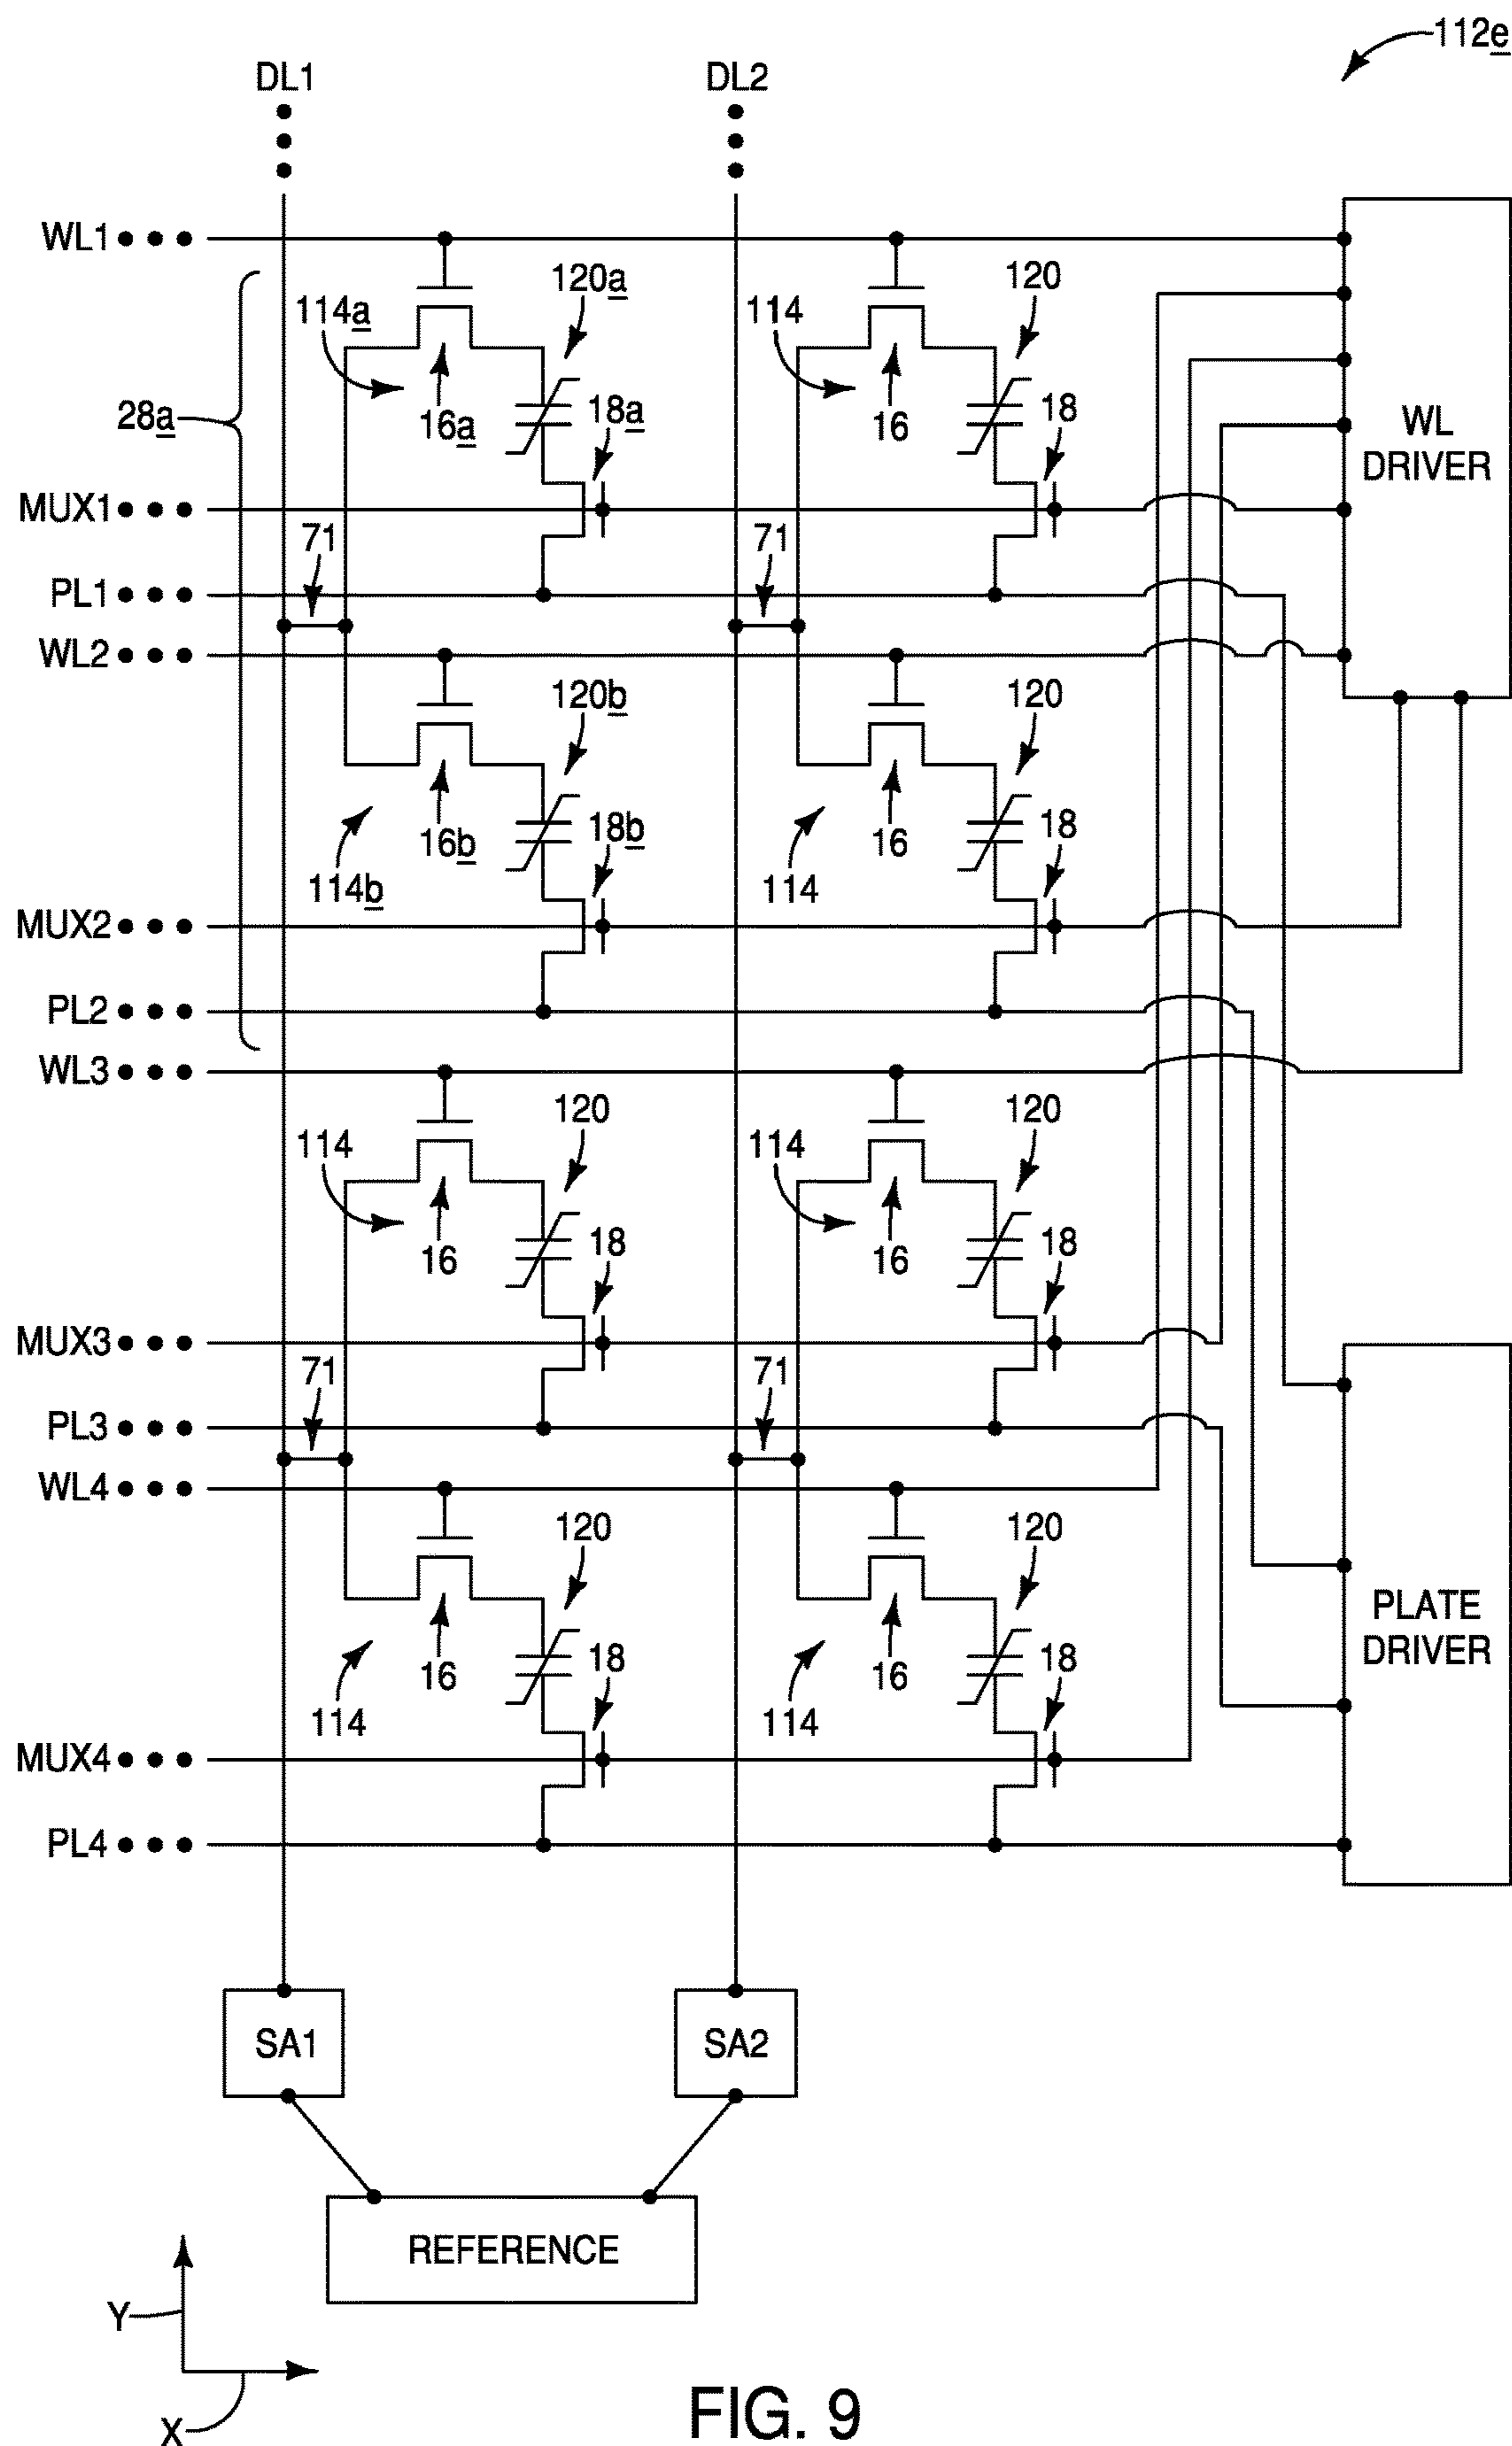 112e
DL1
DL2
WL1
120a
120
114a
114
28a
16a
18a
16
18
WL
DRIVER
MUX1
71
71
PL1
WL2
120b
120
16b
18b
16
18
114b
114
MUX2
PL2
WL3
120
120
114
114
16
18
16
18
MUX3
71
71
PL3
WL4
120
120
PLATE
DRIVER
16
18
16
18
114
114
MUX4
PL4
SA1
SA2
REFERENCE
Y
X
FIG. 9